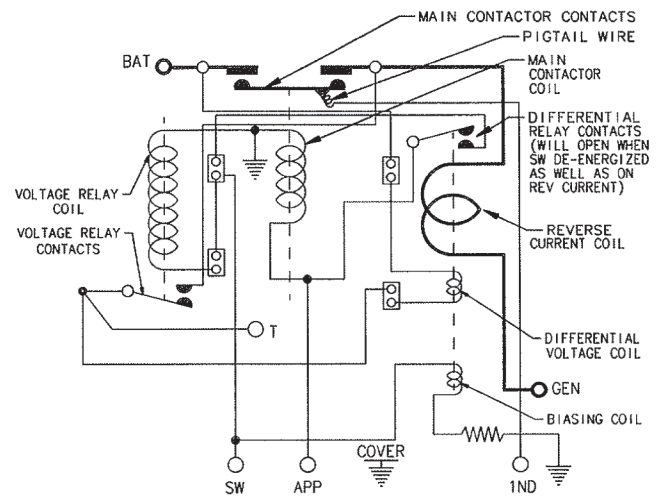 MAIN CONTACTOR CONTACTS
PIGTAIL WIRE
MAIN
CONTACTOR
COIL
BAT
DIFFERENTIAL
RELAY CONTACTS
(WILL OPEN WHEN
SW DE-ENERGIZED
AS WELL AS ON
REV CURRENT)
VOLTAGE RELAY
COIL
VOLTAGE RELAY
CONTACTS
REVERSE
CURRENT COIL
T
DIFFERENTIAL
VOLTAGE COIL
GEN
BIASING COIL
COVER
SW
APP
1ND